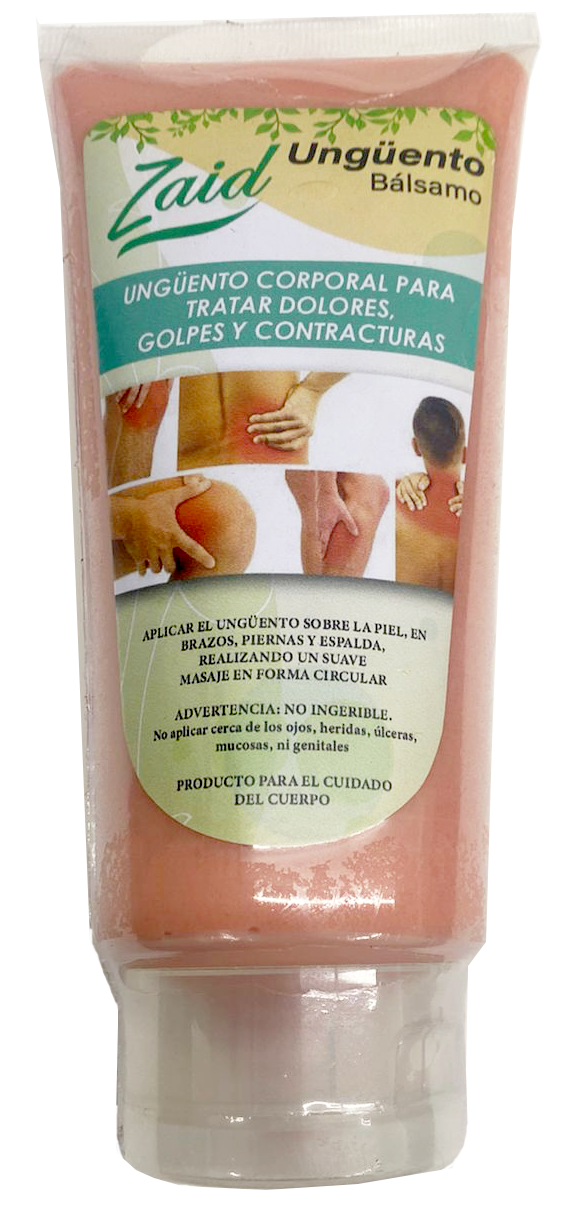 Zaid
Ungüento
Bálsamo
UNGÜENTO CORPORAL PARA
TRATAR DOLORES,
GOLPES Y CONTRACTURAS
APLICAR EL UNGÜENTO SOBRE LA PIEL, EN
BRAZOS, PIERNAS Y ESPALDA,
REALIZANDO UN SUAVE
MASAJE EN FORMA CIRCULAR
ADVERTENCIA: NO INGERIBLE.
No aplicar cerca de los ojos, heridas, úlceras,
mucosas, ni genitales
PRODUCTO PARA EL CUIDADO
DEL CUERPO